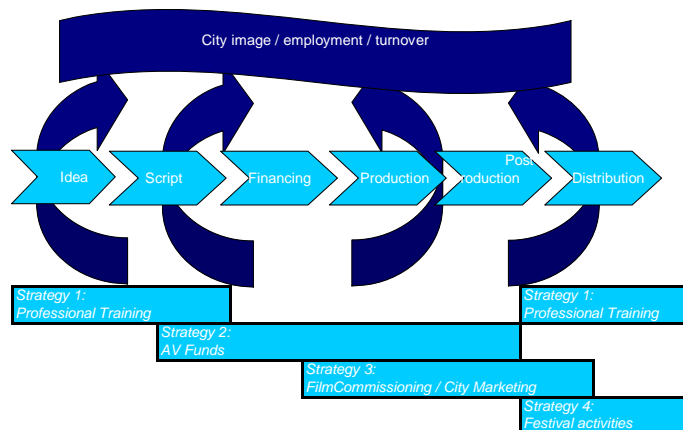 City image / employment / turnover
Idea
Script
Financing
Production
Post
roduction
Distribution
Strategy 1:
Professional Training
Strategy 1:
Professional Training
Strategy 2:
AV Funds
Strategy 3:
FilmCommissioning / City Marketing
Strategy 4:
Festival activities